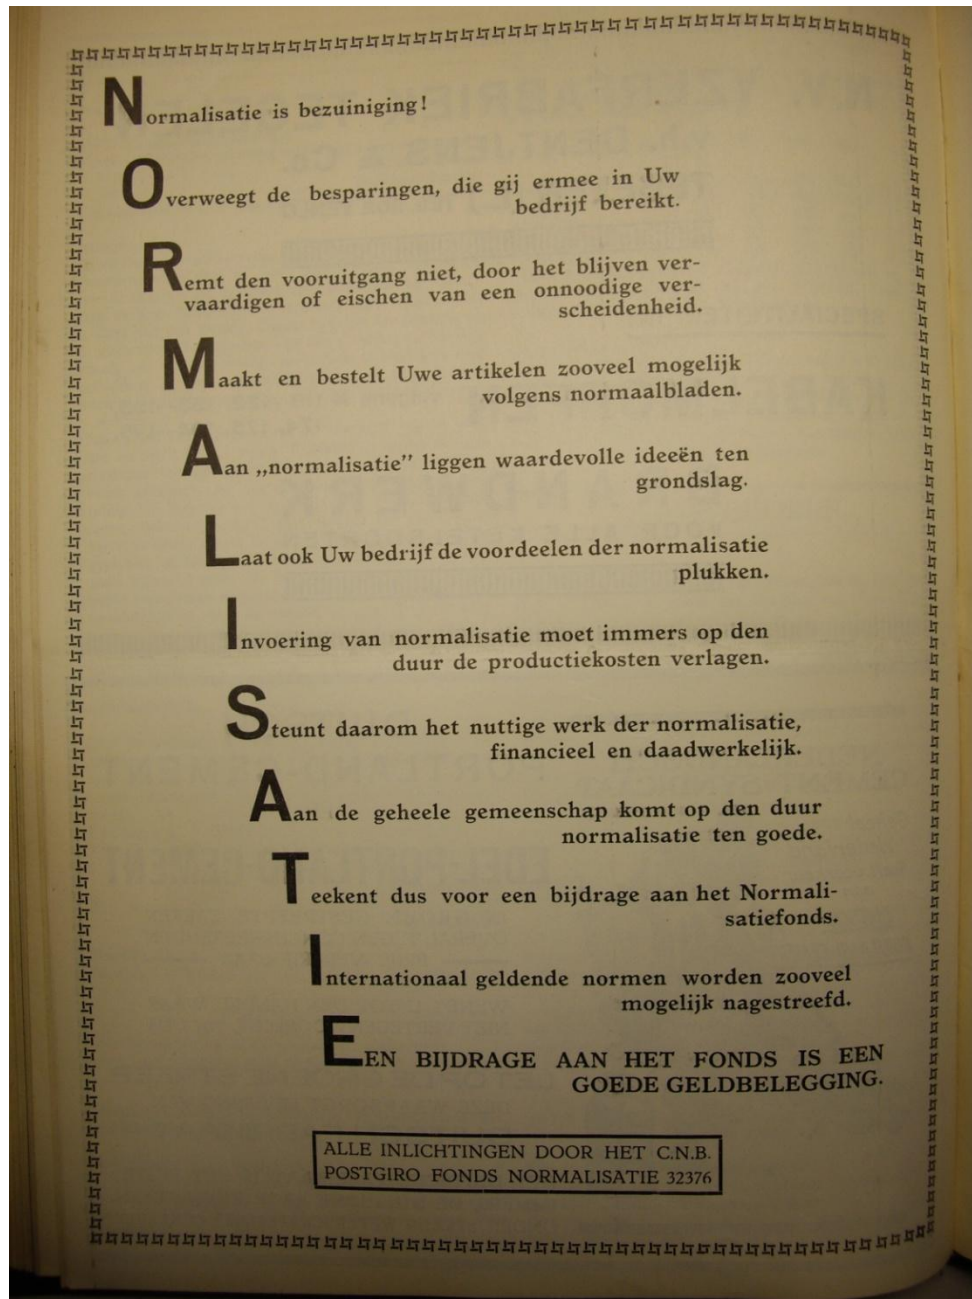 Normalisatie is bezuiniging!
Overweegt de besparingen, die gij ermee in Uw
bedrijf bereikt.
Remt den vooruitgang niet, door het blijven ver-
vaardigen of eischen van een onnoodige ver-
scheidenheid.
Maakt en bestelt Uwe artikelen zooveel mogelijk
volgens normaalbladen.
Aan „normalisatie” liggen waardevolle ideeën ten
grondslag.
Laat ook Uw bedrijf de voordeelen der normalisatie
plukken.
Invoering van normalisatie moet immers op den
duur de productiekosten verlagen.
Steunt daarom het nuttige werk der normalisatie,
financieel en daadwerkelijk.
Aan de geheele gemeenschap komt op den duur
normalisatie ten goede.
Teekent dus voor een bijdrage aan het Normali-
satiefonds.
Internationaal geldende normen worden zooveel
mogelijk nagestreefd.
EEN BIJDRAGE AAN HET FONDS IS EEN
GOEDE GELDBELEGGING.
ALLE INLICHTINGEN DOOR HET C.N.B.
POSTGIRO FONDS NORMALISATIE 32376